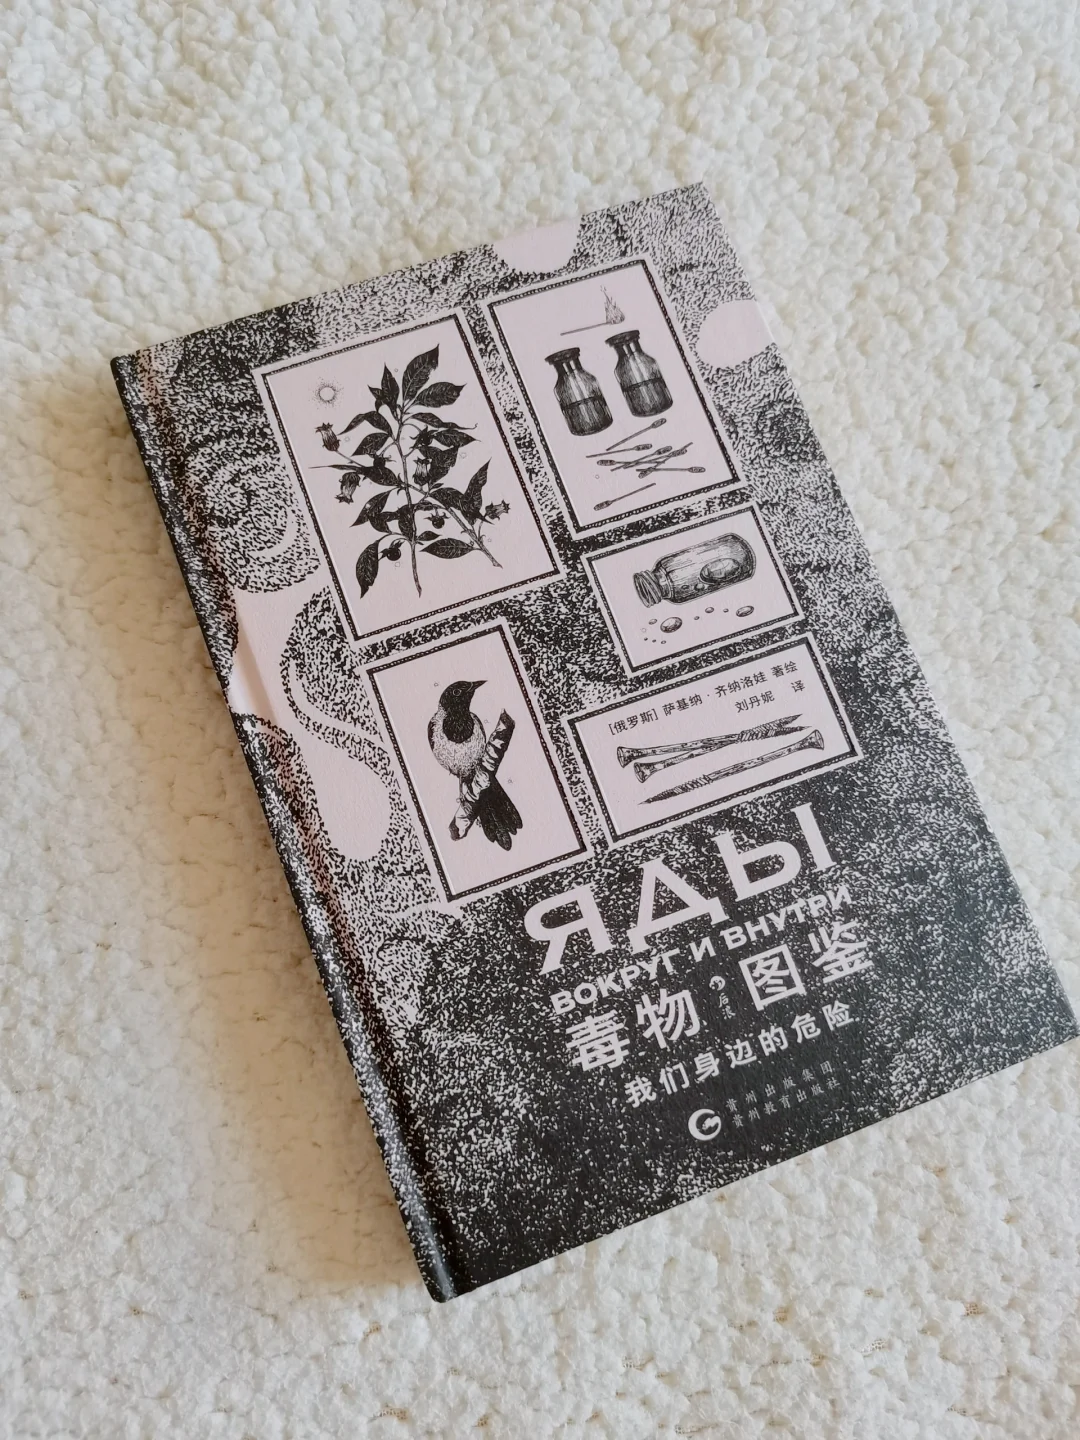 [俄罗斯] 萨基纳·齐纳洛娃 著绘
刘丹妮 译
ЯДЫ
ВОКРУГ И ВНУТРИ
毒物图鉴
后浪
我们身边的危险
贵州出版集团
贵州教育出版社